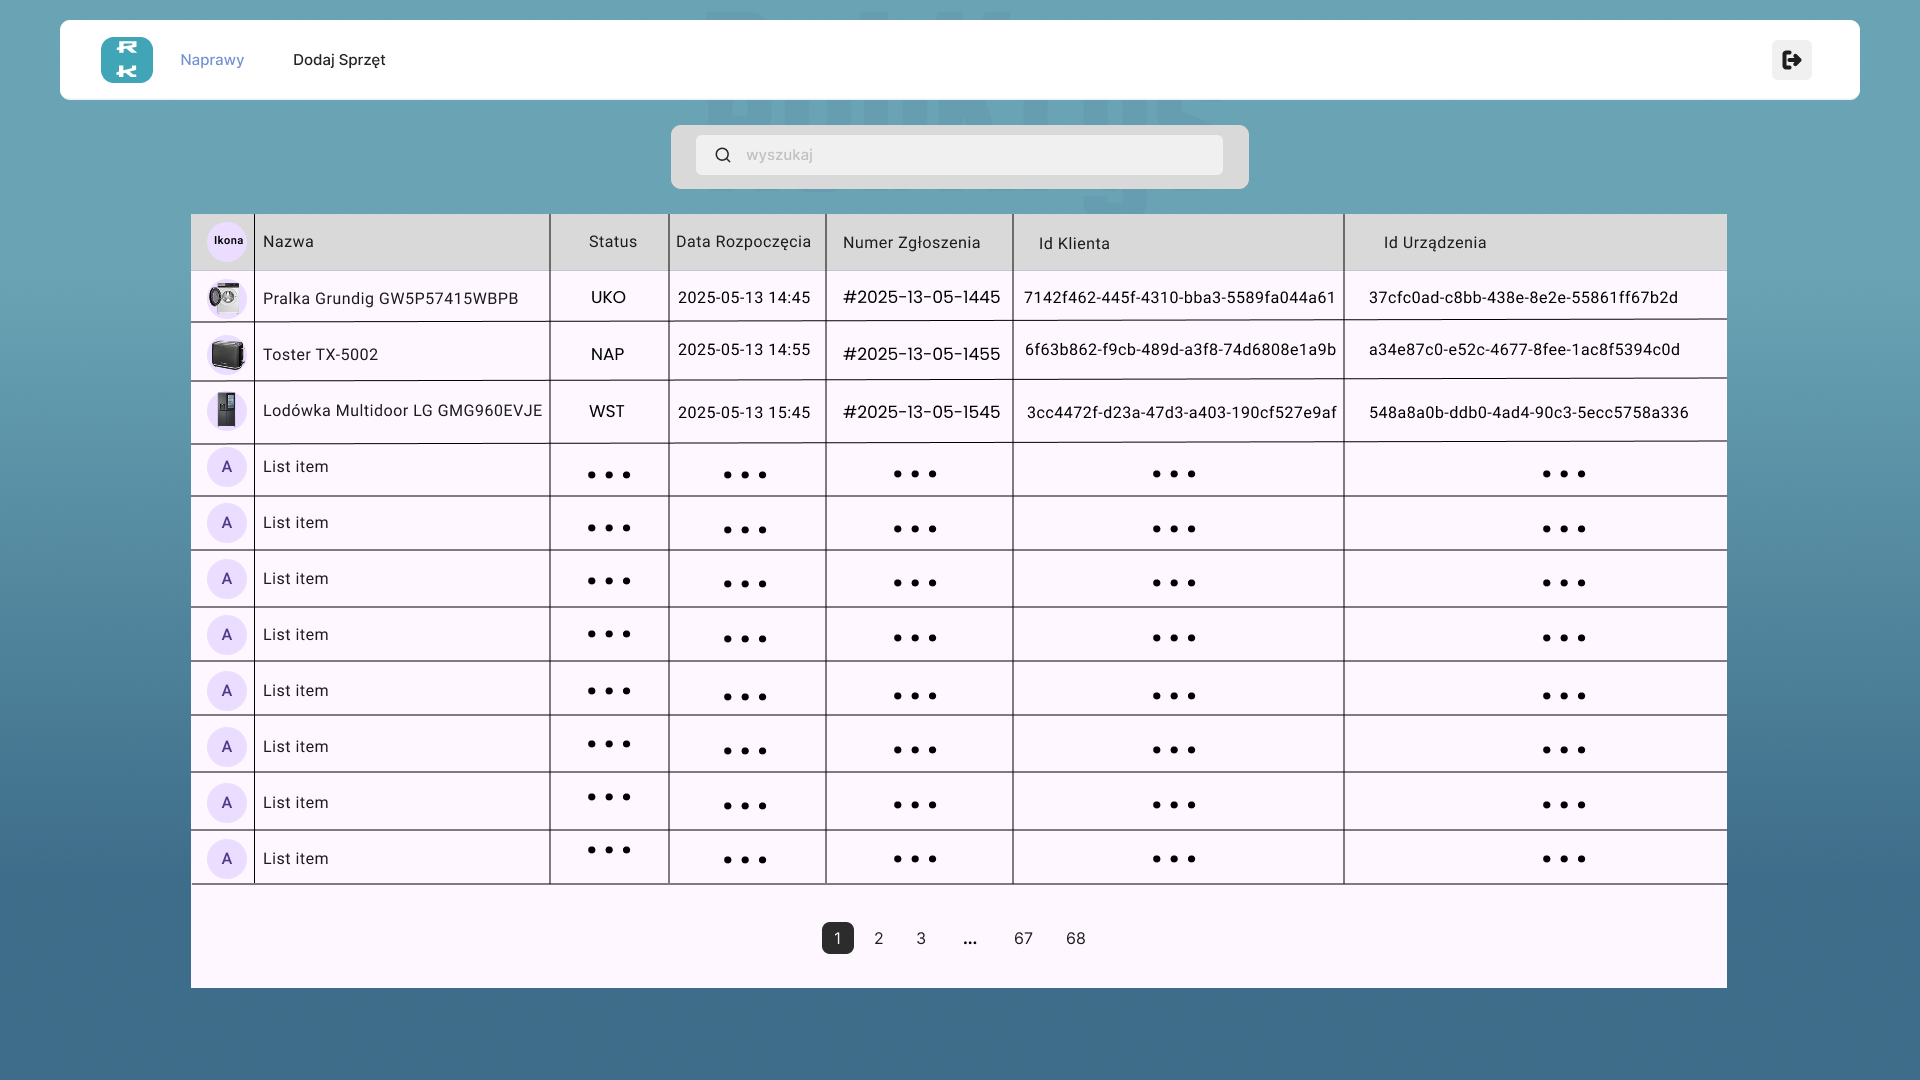 R
K
Naprawy
Dodaj Sprzęt
wyszukaj
Ikona Nazwa Status Data Rozpoczęcia Numer Zgłoszenia Id Klienta Id Urządzenia
Pralka Grundig GW5P57415WBPB UKO 2025-05-13 14:45 #2025-13-05-1445 7142f462-445f-4310-bba3-5589fa044a61 37cfc0ad-c8bb-438e-8e2e-55861ff67b2d
Toster TX-5002 NAP 2025-05-13 14:55 #2025-13-05-1455 6f63b862-f9cb-489d-a3f8-74d6808e1a9b a34e87c0-e52c-4677-8fee-1ac8f5394c0d
Lodówka Multidoor LG GMG960EVJE WST 2025-05-13 15:45 #2025-13-05-1545 3cc4472f-d23a-47d3-a403-190cf527e9af 548a8a0b-ddb0-4ad4-90c3-5ecc5758a336
A List item ... ... ... ... ...
A List item ... ... ... ... ...
A List item ... ... ... ... ...
A List item ... ... ... ... ...
A List item ... ... ... ... ...
A List item ... ... ... ... ...
A List item ... ... ... ... ...
A List item ... ... ... ... ...
1 2 3 ... 67 68